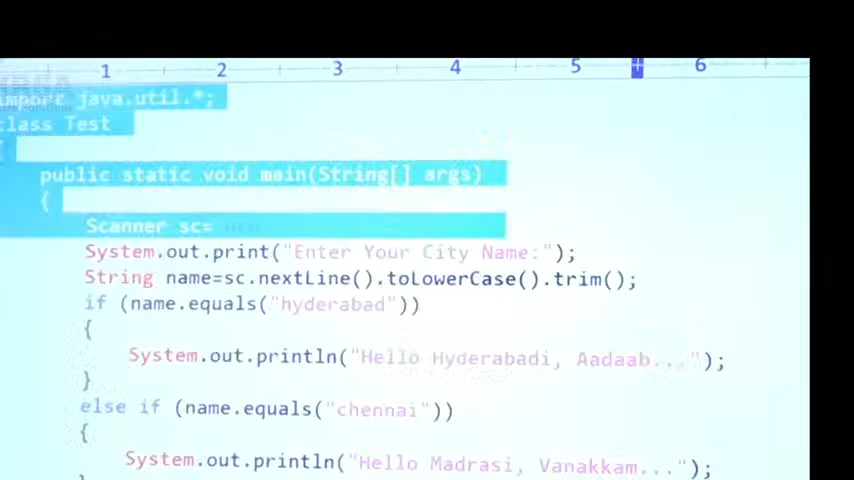 1 2 3 4 5 6
import java.util.*;
class Test
{
public static void main(String[] args)
{
Scanner sc=
System.out.print("Enter Your City Name:");
String name=sc.nextLine().toLowerCase().trim();
if (name.equals("hyderabad"))
{
System.out.println("Hello Hyderabadi, Aadaab...");
}
else if (name.equals("chennai"))
{
System.out.println("Hello Madrasi, Vanakkam...");
}